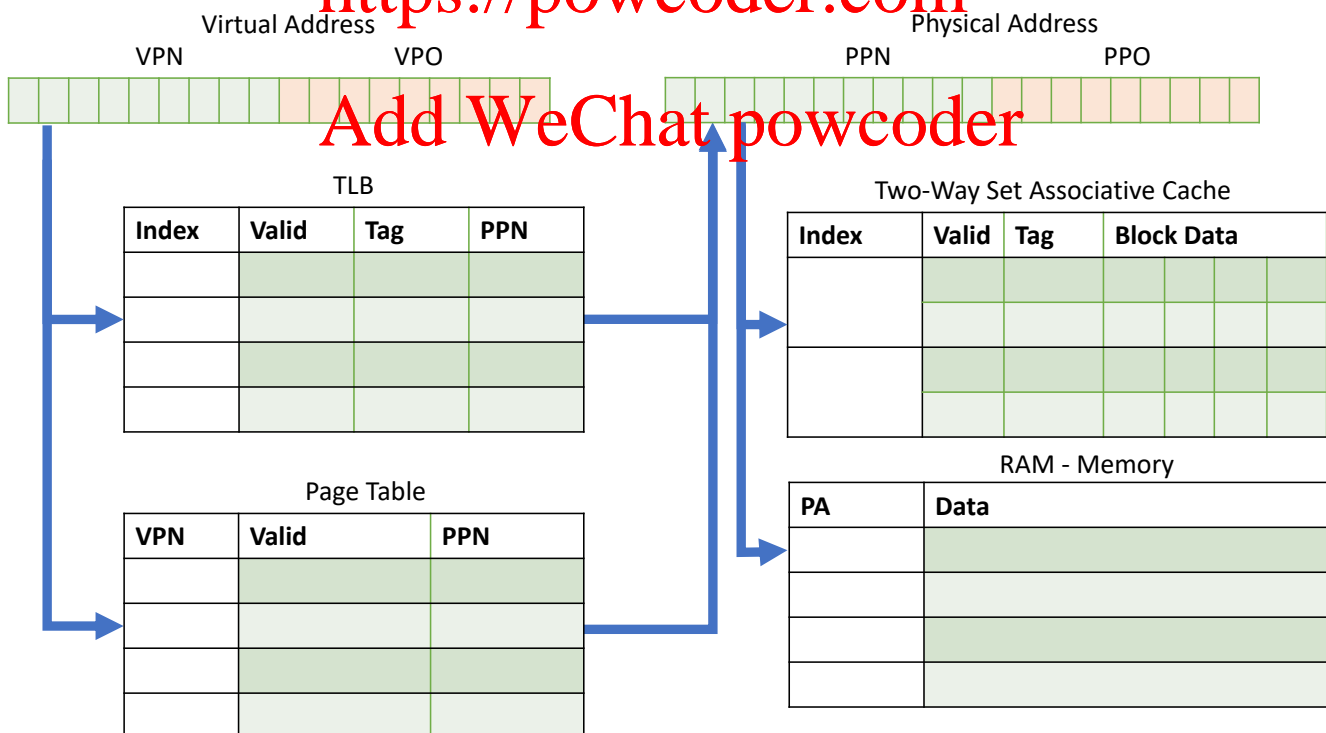 https://powcoder.com
Virtual Address
Physical Address
VPN VPO
PPN PPO
Add WeChat powcoder
TLB
Index Valid Tag PPN
Two-Way Set Associative Cache
Index Valid Tag Block Data
Page Table
VPN Valid PPN
RAM - Memory
PA Data